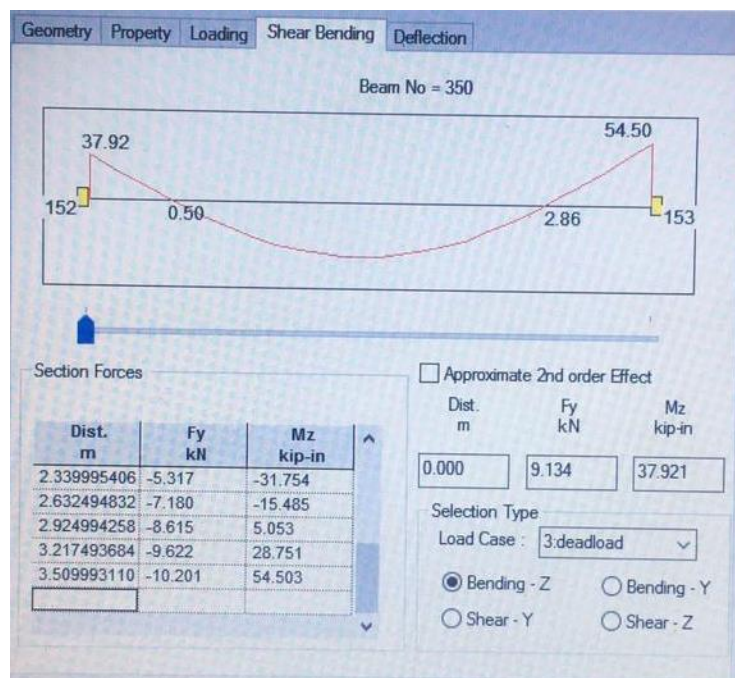 Geometry Property Loading Shear Bending Deflection
Beam No = 350
37.92
54.50
152
0.50
2.86
153
Section Forces
Approximate 2nd order Effect
Dist. Fy Mz
m kN kip-in
0.000 9.134 37.921
Dist. Fy Mz
m kN kip-in
2.339995406 -5.317 -31.754
2.632494832 -7.180 -15.485
2.924994258 -8.615 5.053
3.217493684 -9.622 28.751
3.509993110 -10.201 54.503
Selection Type
Load Case : 3:deadload
Bending - Z Bending - Y
Shear - Y Shear - Z